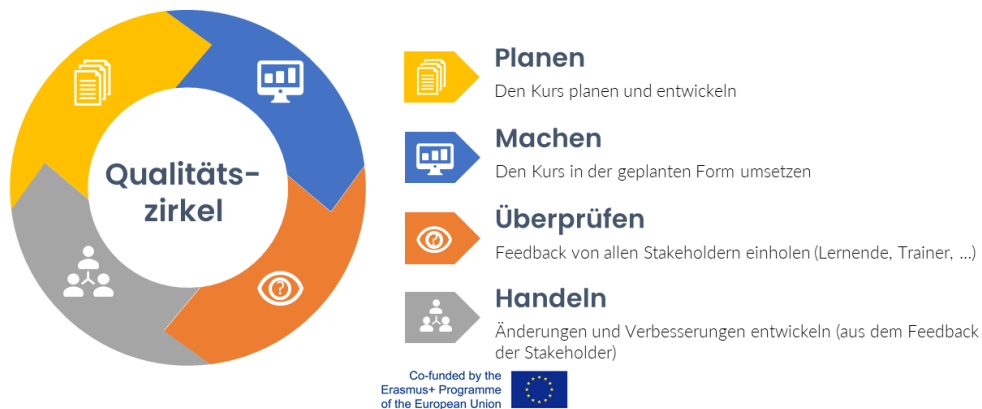 Qualitäts-
zirkel
Planen
Den Kurs planen und entwickeln
Machen
Den Kurs in der geplanten Form umsetzen
Überprüfen
Feedback von allen Stakeholdern einholen (Lernende, Trainer, ...)
Handeln
Änderungen und Verbesserungen entwickeln (aus dem Feedback
der Stakeholder)
Co-funded by the
Erasmus+ Programme
of the European Union